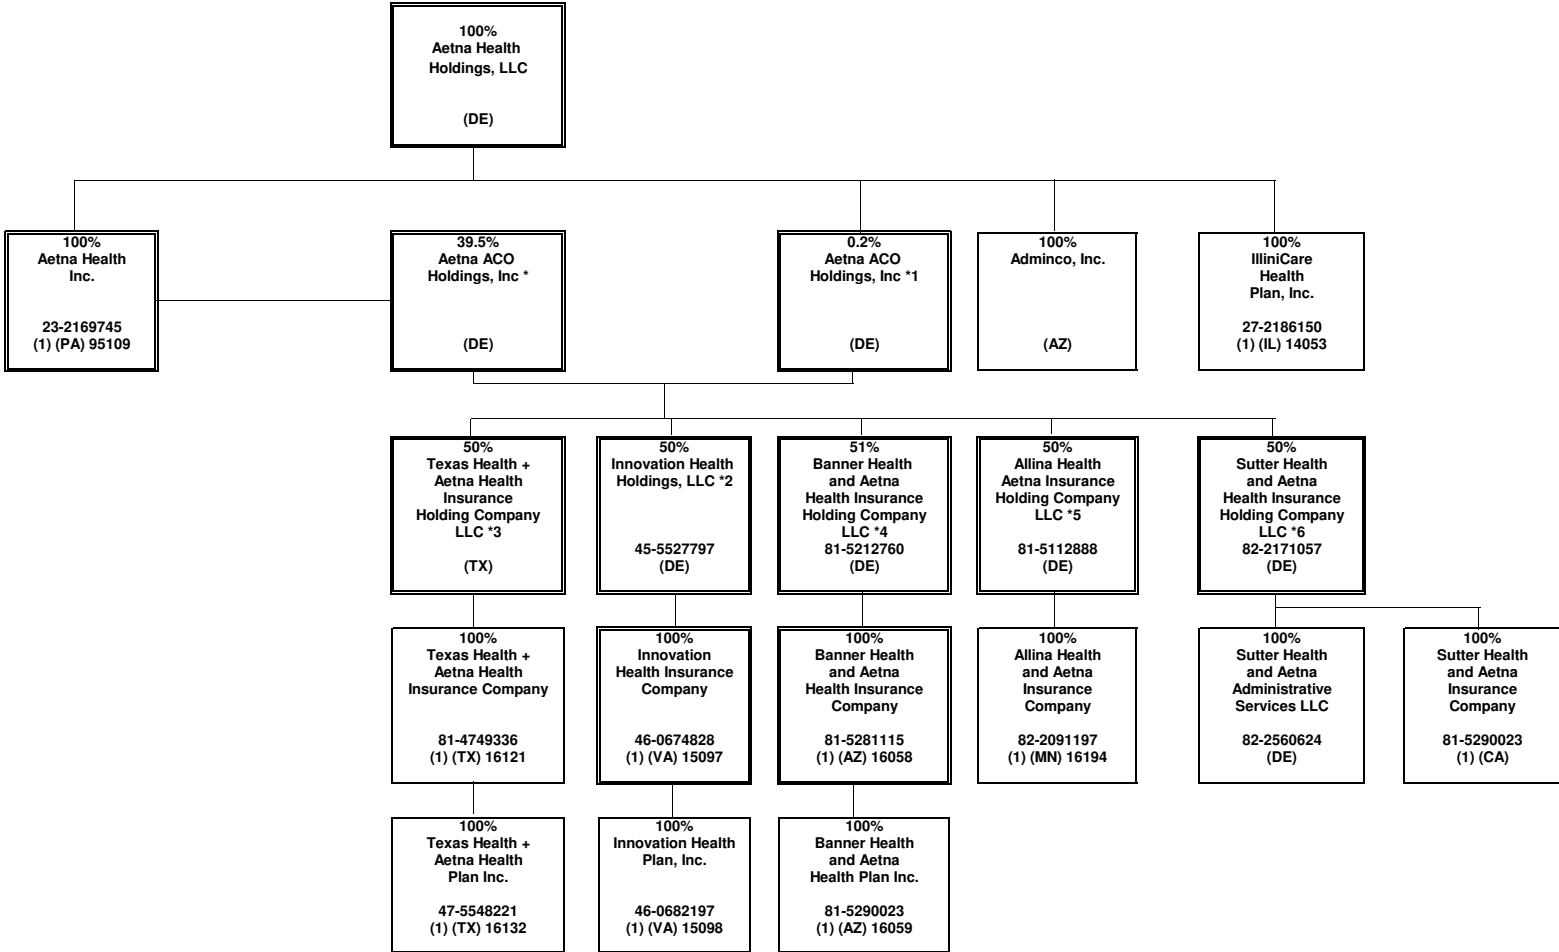 100%
Aetna Health
Holdings, LLC
(DE)
100%
Aetna Health
Inc.
23-2169745
(1) (PA) 95109
39.5%
Aetna ACO
Holdings, Inc *
(DE)
0.2%
Aetna ACO
Holdings, Inc *1
(DE)
100%
Adminco, Inc.
(AZ)
100%
IlliniCare
Health
Plan, Inc.
27-2186150
(1) (IL) 14053
50%
Texas Health +
Aetna Health
Insurance
Holding Company
LLC *3
(TX)
50%
Innovation Health
Holdings, LLC *2
45-5527797
(DE)
51%
Banner Health
and Aetna
Health Insurance
Holding Company
LLC *4
81-5212760
(DE)
50%
Allina Health
Aetna Insurance
Holding Company
LLC *5
81-5112888
(DE)
50%
Sutter Health
and Aetna
Health Insurance
Holding Company
LLC *6
82-2171057
(DE)
100%
Texas Health +
Aetna Health
Insurance Company
81-4749336
(1) (TX) 16121
100%
Innovation
Health Insurance
Company
46-0674828
(1) (VA) 15097
100%
Banner Health
and Aetna
Health Insurance
Company
81-5281115
(1) (AZ) 16058
100%
Allina Health
and Aetna
Insurance
Company
82-2091197
(1) (MN) 16194
100%
Sutter Health
and Aetna
Administrative
Services LLC
82-2560624
(DE)
100%
Sutter Health
and Aetna
Insurance
Company
81-5290023
(1) (CA)
100%
Texas Health +
Aetna Health
Plan Inc.
47-5548221
(1) (TX) 16132
100%
Innovation Health
Plan, Inc.
46-0682197
(1) (VA) 15098
100%
Banner Health
and Aetna
Health Plan Inc.
81-5290023
(1) (AZ) 16059